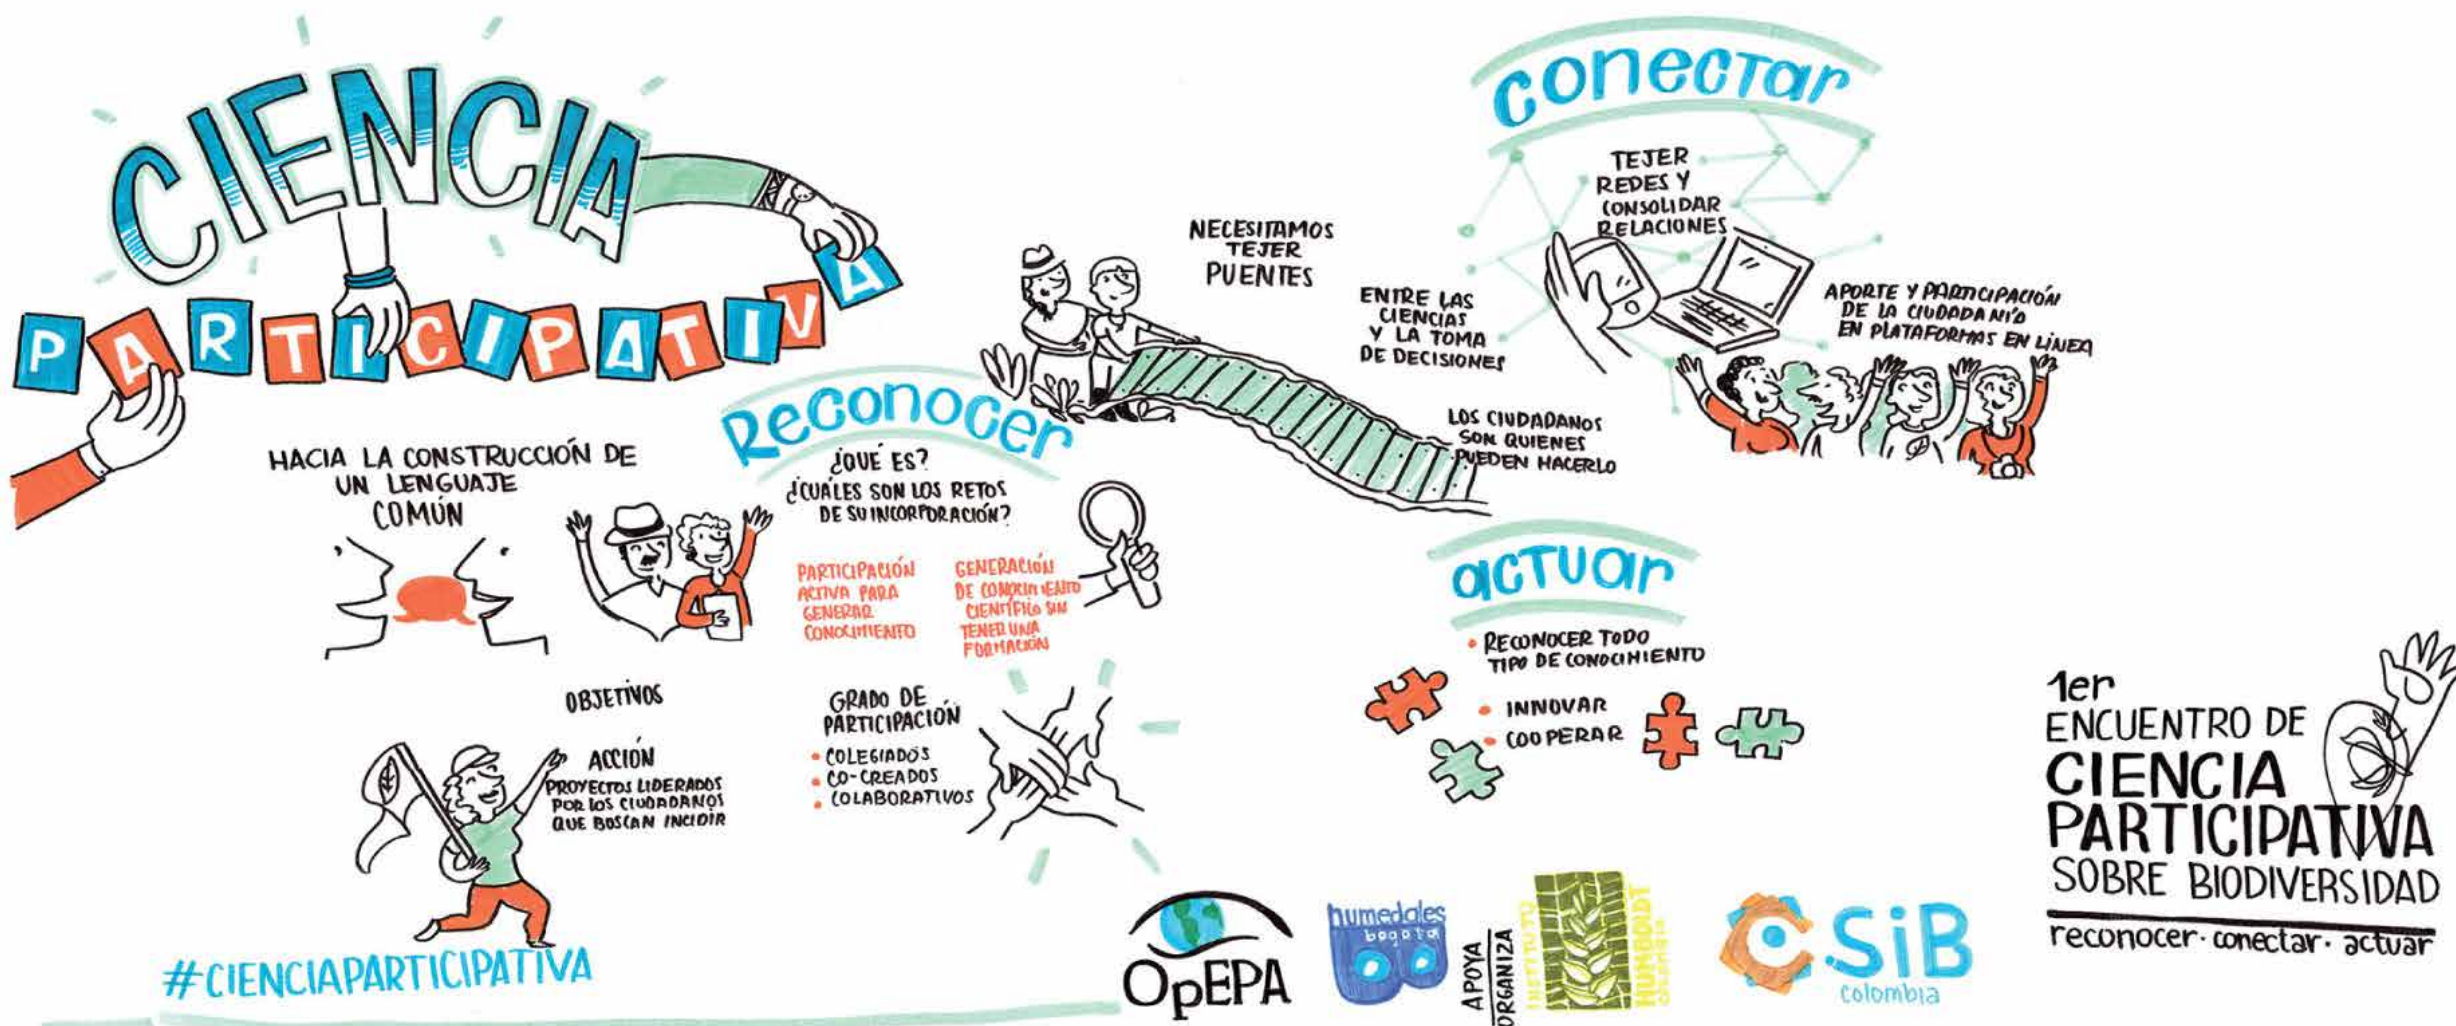 CIENCIA
PARTICIPATIVA
HACIA LA CONSTRUCCIÓN DE
UN LENGUAJE
COMÚN
OBJETIVOS
ACCIÓN
PROYECTOS LIDERADOS
POR LOS CIUDADANOS
QUE BUSCAN INCIDIR
#CIENCIAPARTICIPATIVA
Reconocer
¿QUÉ ES?
¿CUÁLES SON LOS RETOS
DE SU INCORPORACIÓN?
PARTICIPACIÓN
ACTIVA PARA
GENERAR
CONOCIMIENTO
GENERACIÓN
DE CONOCIMIENTO
CIENTÍFICO SIN
TENER UNA
FORMACIÓN
GRADO DE
PARTICIPACIÓN
• COLEGIADOS
• CO-CREADOS
• COLABORATIVOS
NECESITAMOS
TEJER
PUENTES
ENTRE LAS
CIENCIAS
Y LA TOMA
DE DECISIONES
LOS CIUDADANOS
SON QUIENES
PUEDEN HACERLO
conectar
TEJER
REDES Y
CONSOLIDAR
RELACIONES
APORTE Y PARTICIPACIÓN
DE LA CIUDADANÍA
EN PLATAFORMAS EN LÍNEA
actuar
• RECONOCER TODO
TIPO DE CONOCIMIENTO
• INNOVAR
• COOPERAR
OpEPA
humedales
bogotá
APOYA
ORGANIZA
INSTITUTO
HUMBOLDT
COLOMBIA
SiB
Colombia
1er
ENCUENTRO DE
CIENCIA
PARTICIPATIVA
SOBRE BIODIVERSIDAD
reconocer · conectar · actuar